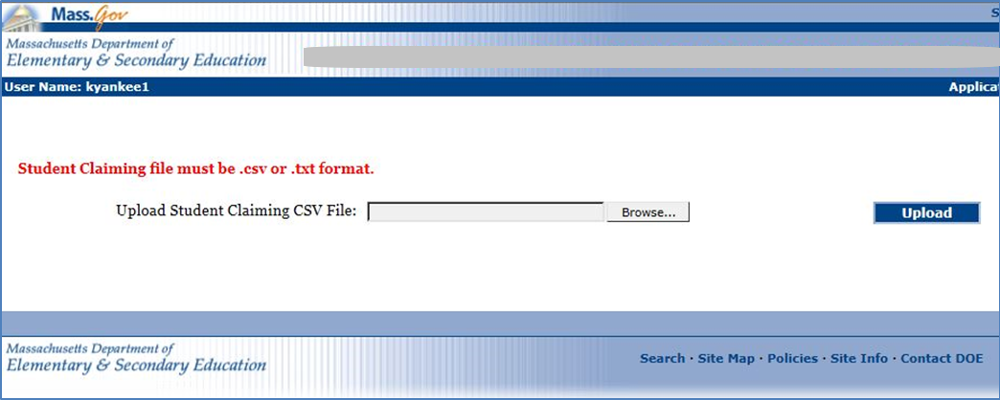 Mass.Gov
Massachusetts Department of
Elementary & Secondary Education
User Name: kyankee1
Student Claiming file must be .csv or .txt format.
Upload Student Claiming CSV File: Browse... Upload
Massachusetts Department of
Elementary & Secondary Education
Search · Site Map · Policies · Site Info · Contact DOE